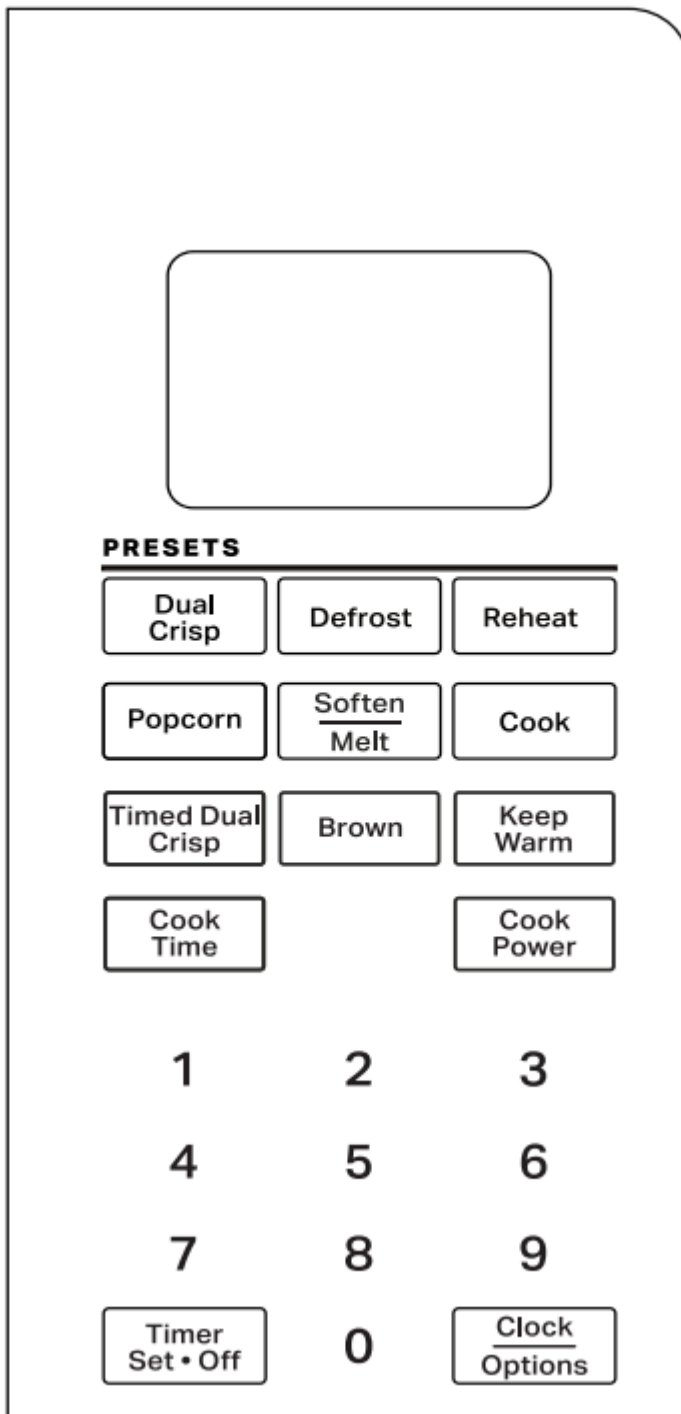 PRESETS
Dual
Crisp
Defrost
Reheat
Popcorn
Soften
Melt
Cook
Timed Dual
Crisp
Brown
Keep
Warm
Cook
Time
Cook
Power
1 2 3
4 5 6
7 8 9
Timer
Set • Off
0
Clock
Options